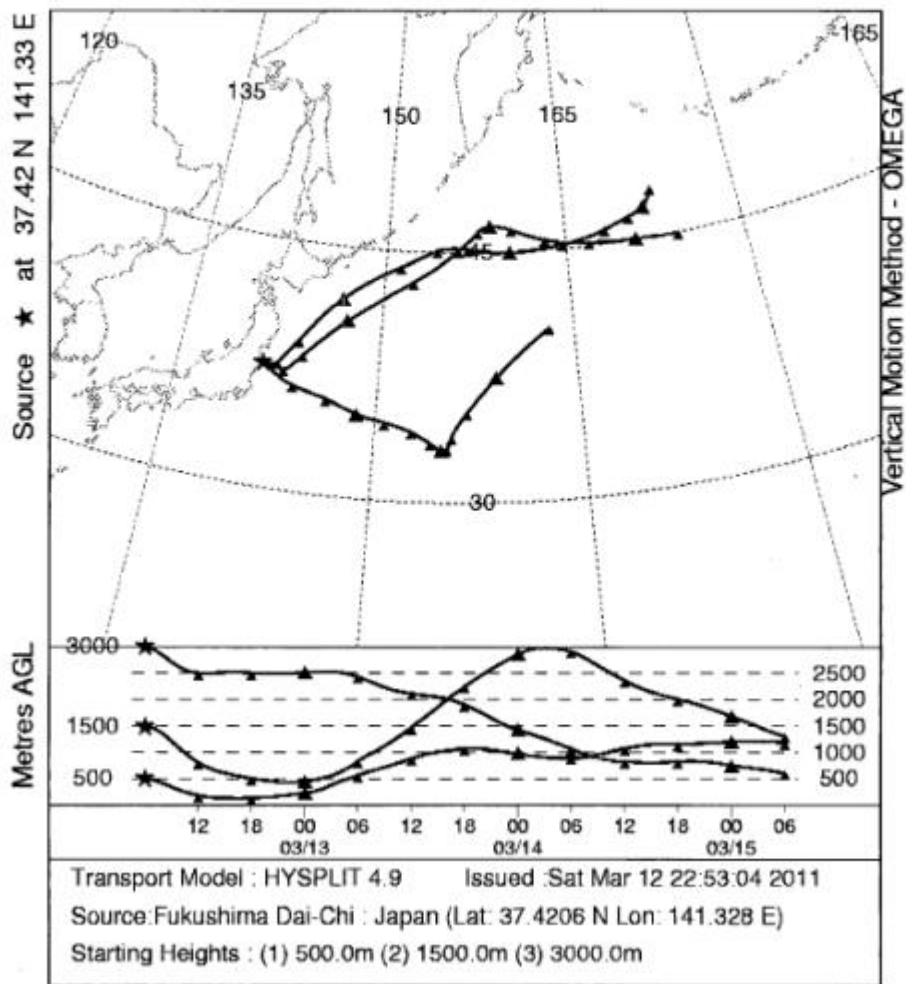 Source ★ at 37.42 N 141.33 E
Vertical Motion Method - OMEGA
120
135
150
165
165
45
30
Metres AGL
3000
1500
500
2500
2000
1500
1000
500
12 18 00 06 12 18 00 06 12 18 00 06
03/13 03/14 03/15
Transport Model : HYSPLIT 4.9 Issued :Sat Mar 12 22:53:04 2011
Source:Fukushima Dai-Chi : Japan (Lat: 37.4206 N Lon: 141.328 E)
Starting Heights : (1) 500.0m (2) 1500.0m (3) 3000.0m